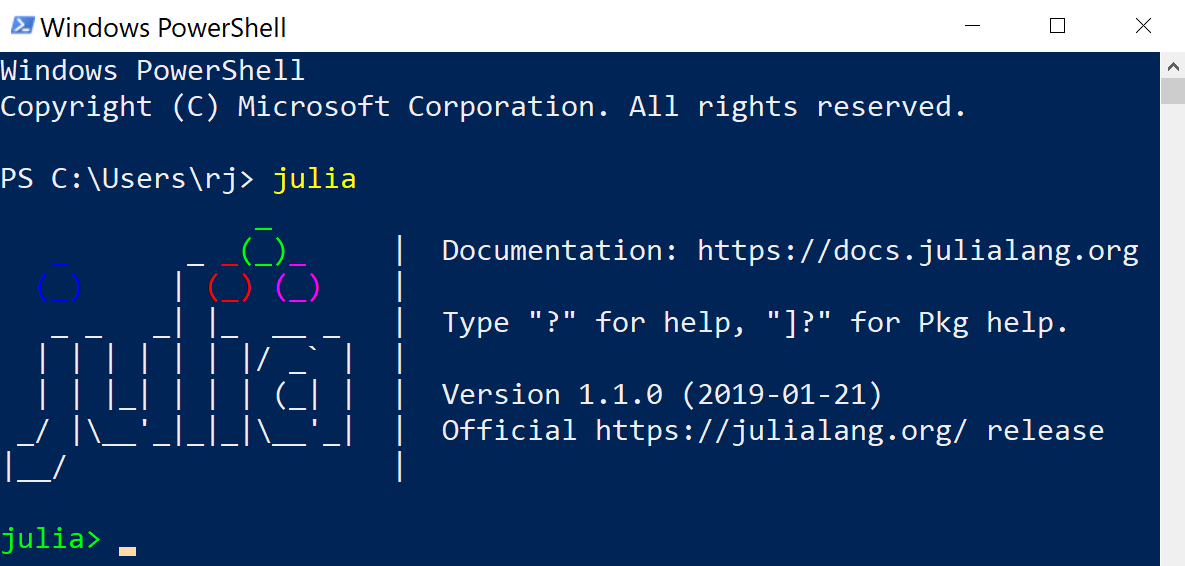 Windows PowerShell
Windows PowerShell
Copyright (C) Microsoft Corporation. All rights reserved.
PS C:\Users\rj> julia
               _
   _       _ _(_)_     |  Documentation: https://docs.julialang.org
  (_)     | (_) (_)    |
   _ _   _| |_  __ _   |  Type "?" for help, "]?" for Pkg help.
  | | | | | | |/ _` |  |
  | | |_| | | | (_| |  |  Version 1.1.0 (2019-01-21)
 _/ |\__'_|_|_|\__'_|  |  Official https://julialang.org/ release
|__/                   |
julia>